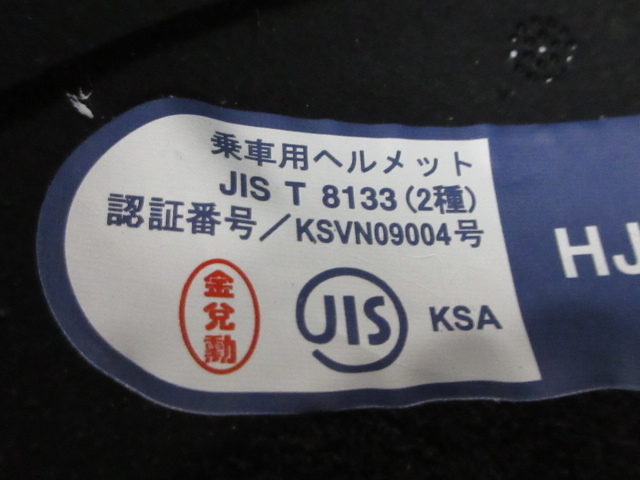 乗車用ヘルメット
JIS T 8133(2種)
認証番号/KSVN09004号
金兌勳
JIS
KSA
HJ